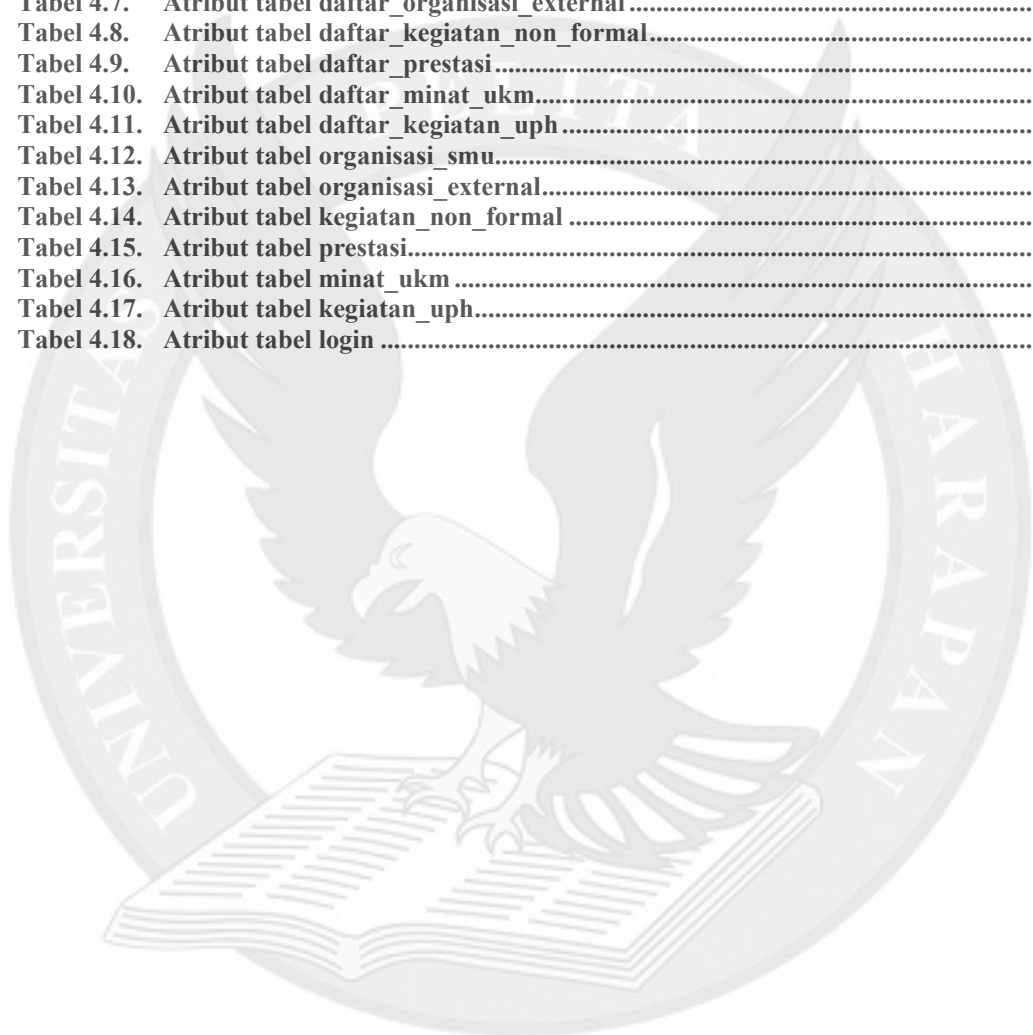 Tabel 4.7. Atribut tabel daftar_organisasi_external........................................................
Tabel 4.8. Atribut tabel daftar_kegiatan_non_formal.....................................................
Tabel 4.9. Atribut tabel daftar_prestasi..............................................................................
Tabel 4.10. Atribut tabel daftar_minat_ukm........................................................................
Tabel 4.11. Atribut tabel daftar_kegiatan_uph....................................................................
Tabel 4.12. Atribut tabel organisasi_smu..............................................................................
Tabel 4.13. Atribut tabel organisasi_external.......................................................................
Tabel 4.14. Atribut tabel kegiatan_non_formal ...................................................................
Tabel 4.15. Atribut tabel prestasi...........................................................................................
Tabel 4.16. Atribut tabel minat_ukm ....................................................................................
Tabel 4.17. Atribut tabel kegiatan_uph.................................................................................
Tabel 4.18. Atribut tabel login ...............................................................................................
UNIVERSITAS PELITA HARAPAN